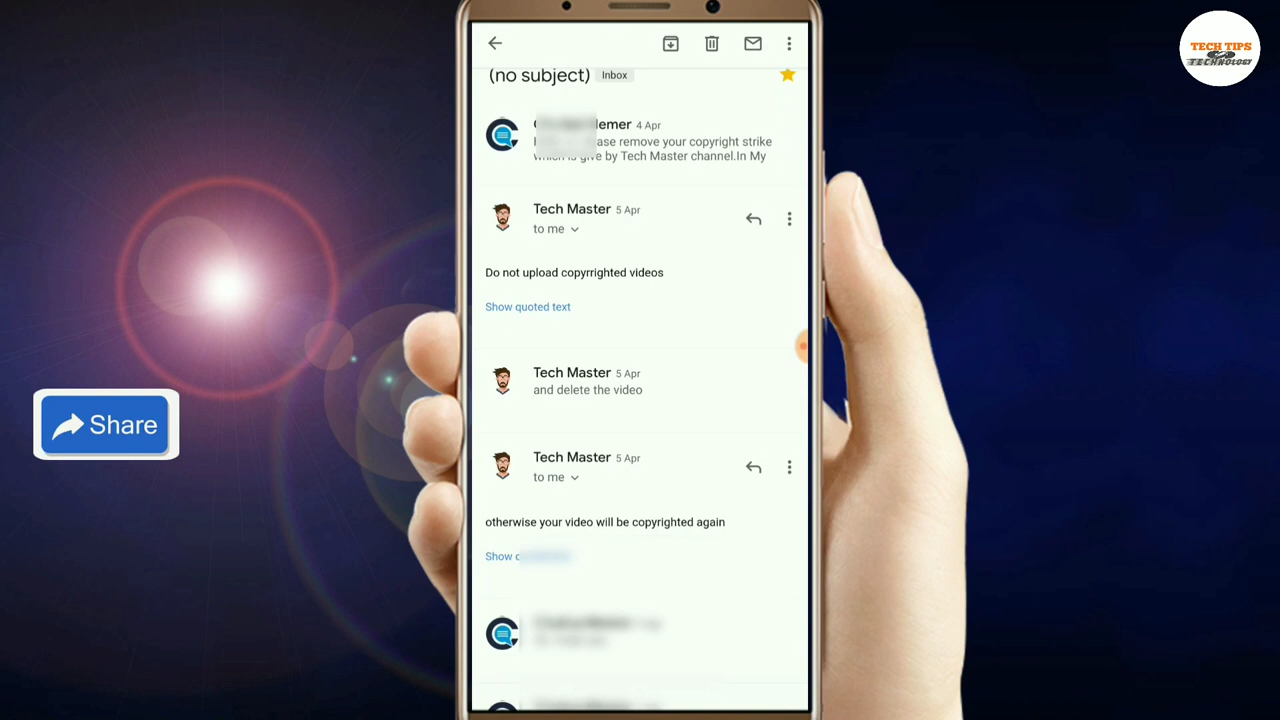 TECH TIPS
TECHNOLOGY
(no subject) Inbox
lemer 4 Apr
ase remove your copyright strike
which is give by Tech Master channel.In My
Tech Master 5 Apr
to me
Do not upload copyrrighted videos
Show quoted text
Tech Master 5 Apr
and delete the video
Share
Tech Master 5 Apr
to me
otherwise your video will be copyrighted again
Show